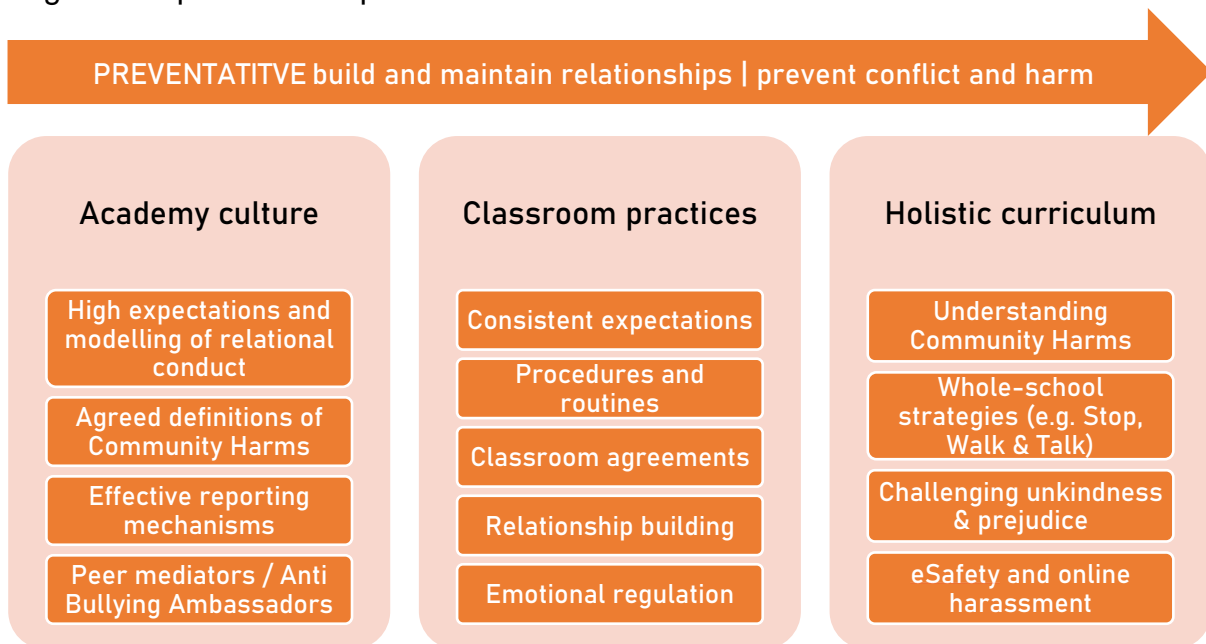 PREVENTATITVE build and maintain relationships | prevent conflict and harm
Academy culture
High expectations and
modelling of relational
conduct
Agreed definitions of
Community Harms
Effective reporting
mechanisms
Peer mediators / Anti
Bullying Ambassadors
Classroom practices
Consistent expectations
Procedures and
routines
Classroom agreements
Relationship building
Emotional regulation
Holistic curriculum
Understanding
Community Harms
Whole-school
strategies (e.g. Stop,
Walk & Talk)
Challenging unkindness
& prejudice
eSafety and online
harassment